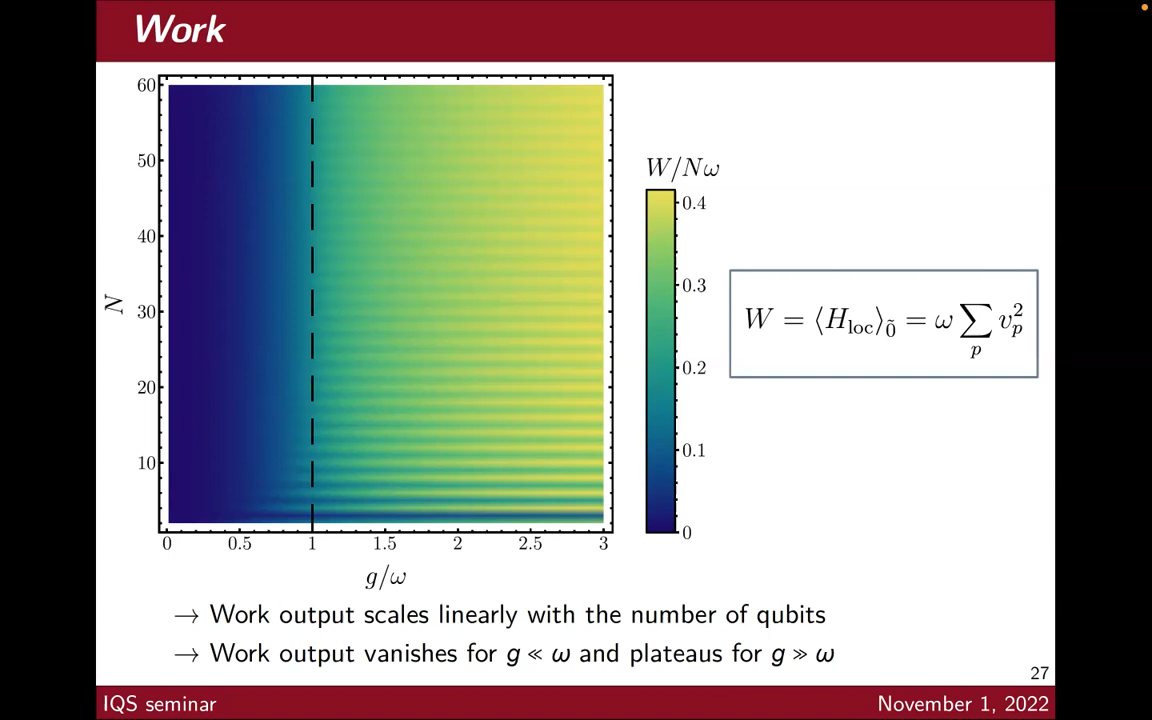 Work
60
50
40
30
20
10
N
0 0.5 1 1.5 2 2.5 3
g/ω
W/Nω
0.4
0.3
0.2
0.1
0
W = ⟨H_loc⟩_0̃ = ω ∑_p v_p^2
→ Work output scales linearly with the number of qubits
→ Work output vanishes for g ≪ ω and plateaus for g ≫ ω
27
IQS seminar November 1, 2022